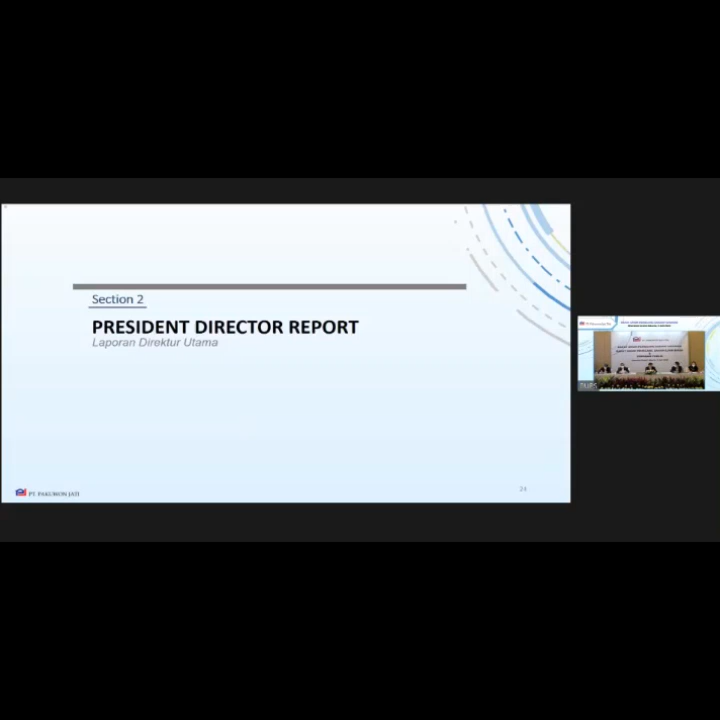 Section 2
PRESIDENT DIRECTOR REPORT
Laporan Direktur Utama
PT. PAKUWON JATI
24